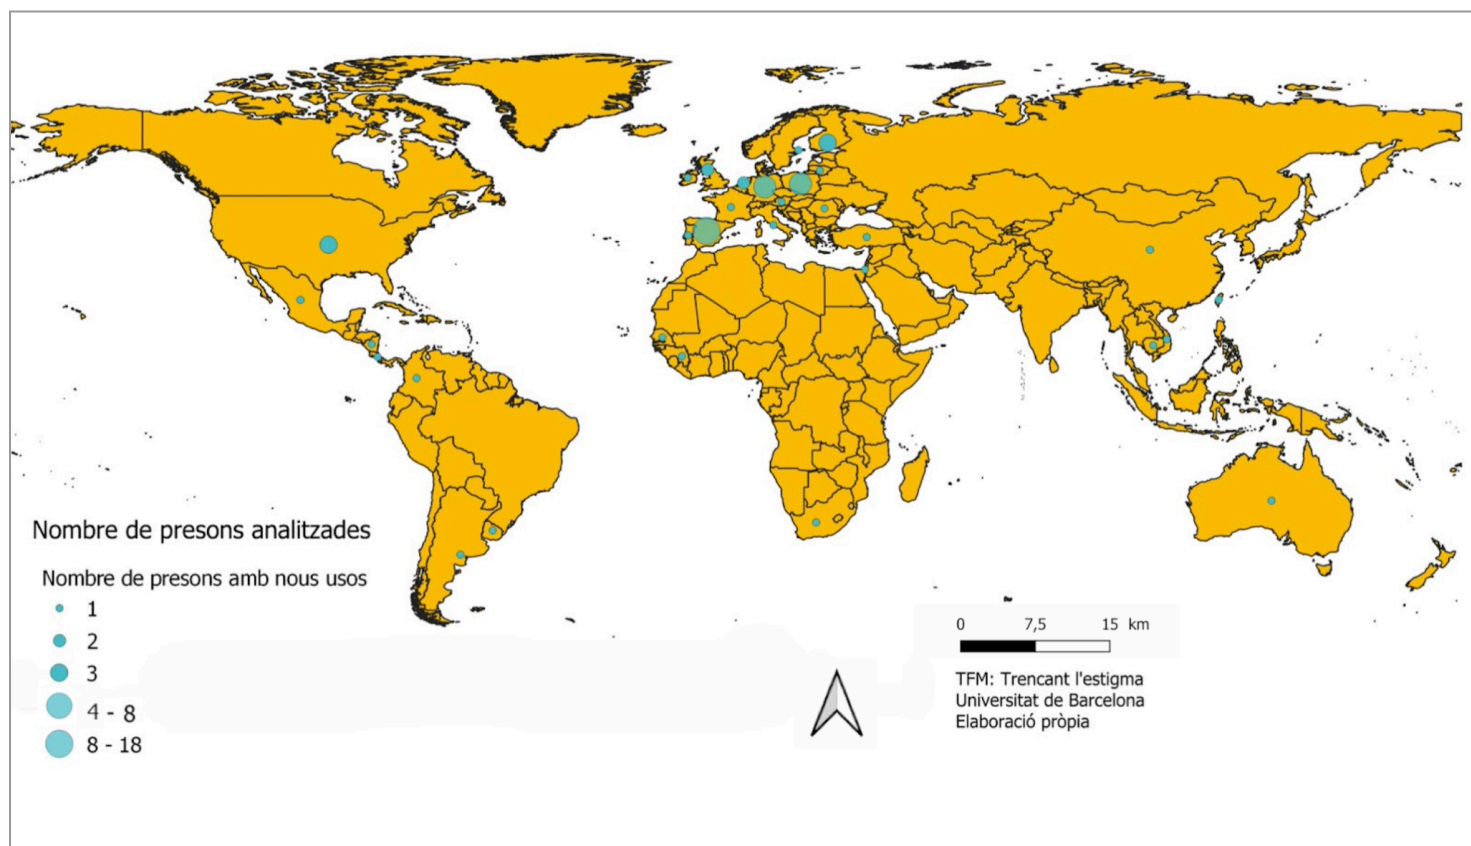 Nombre de presons analitzades
Nombre de presons amb nous usos
1
2
3
4 - 8
8 - 18
0 7,5 15 km
TFM: Trencant l'estigma
Universitat de Barcelona
Elaboració pròpia